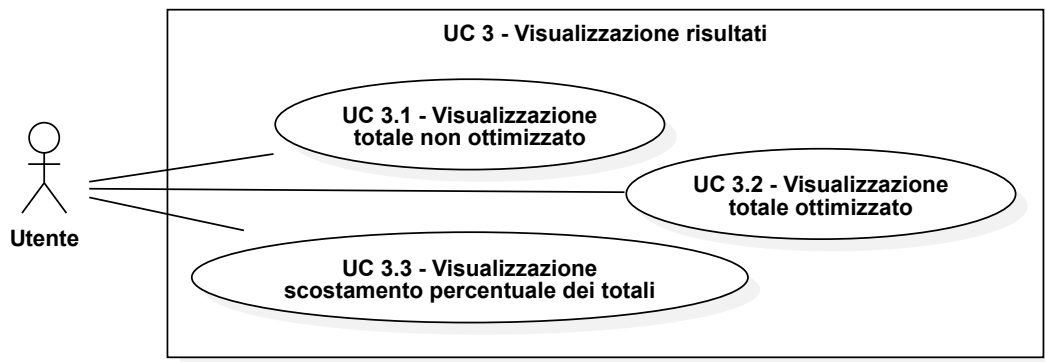 UC 3 - Visualizzazione risultati
UC 3.1 - Visualizzazione
totale non ottimizzato
UC 3.2 - Visualizzazione
totale ottimizzato
Utente
UC 3.3 - Visualizzazione
scostamento percentuale dei totali